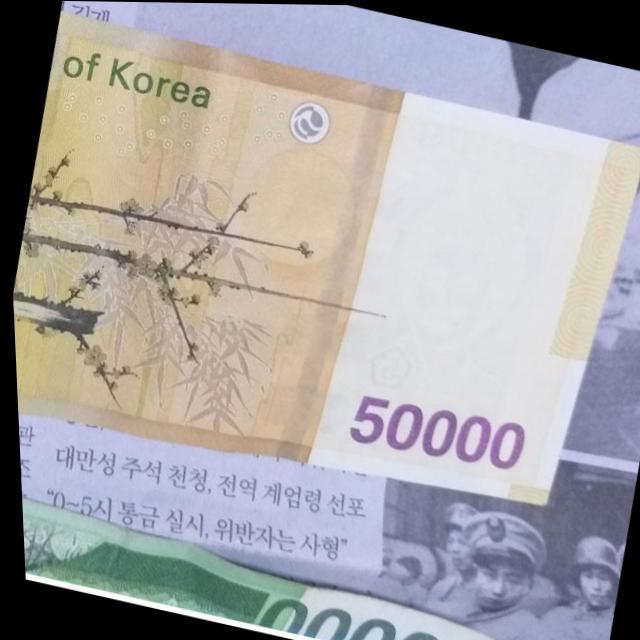 of Korea
50000
대만성 주석 천청, 전역 계엄령 선포
“0~5시 통금 실시, 위반자는 사형”
0000